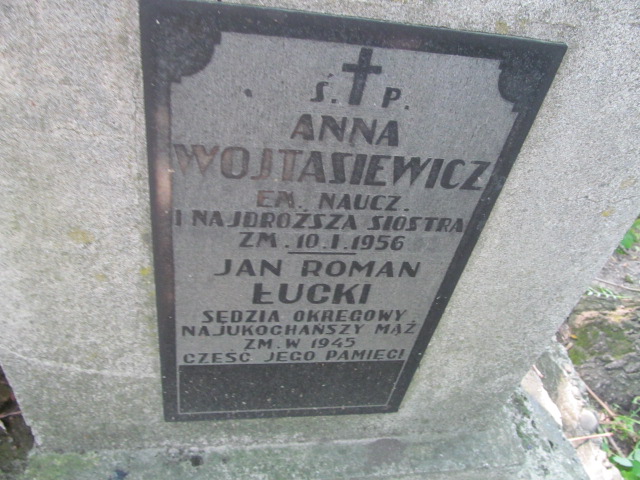 Ś. P.
ANNA
WOJTASIEWICZ
EM. NAUCZ.
I NAJDROŻSZA SIOSTRA
ZM. 10.I.1956
JAN ROMAN
ŁUCKI
SĘDZIA OKRĘGOWY
NAJUKOCHAŃSZY MĄŻ
ZM. W 1945
CZEŚĆ JEGO PAMIĘCI